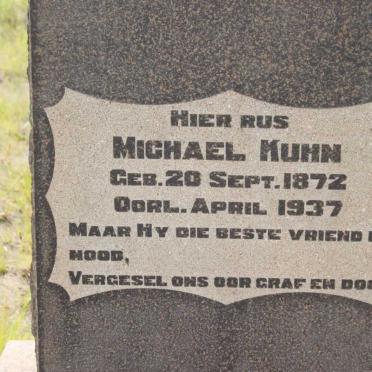 HIER RUS
MICHAEL KUHN
GEB. 20 SEPT. 1872
OORL. APRIL 1937
MAAR HY DIE BESTE VRIEND
NOOD,
VERGESEL ONS OOR GRAF EN